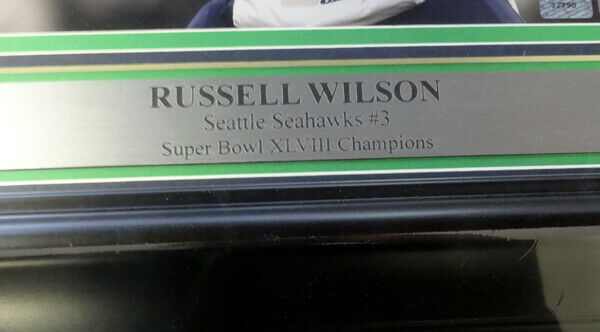 RUSSELL WILSON
Seattle Seahawks #3
Super Bowl XLVIII Champions